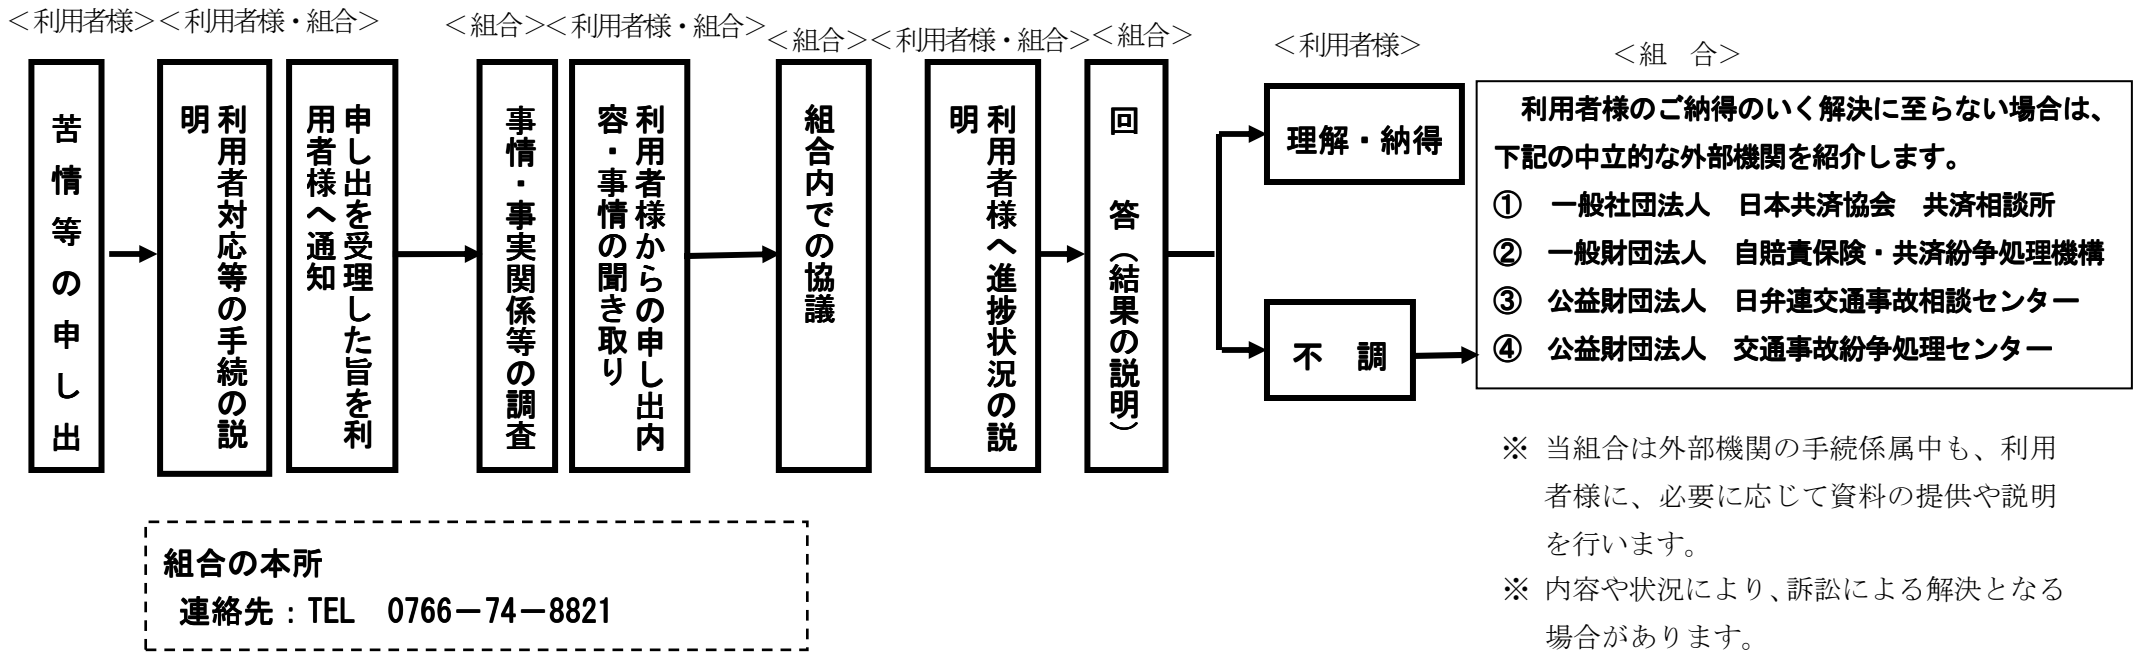 ＜利用者様＞
＜利用者様・組合＞
＜組合＞
＜利用者様・組合＞
＜組合＞
＜利用者様・組合＞
＜組合＞
＜利用者様＞
＜組　合＞
苦情等の申し出
利用者対応等の手続の説
明
申し出を受理した旨を利
用者様へ通知
事情・事実関係等の調査
利用者様からの申し出内
容・事情の聞き取り
組合内での協議
利用者様へ進捗状況の説
明
回　答（結果の説明）
理解・納得
不　調
利用者様のご納得のいく解決に至らない場合は、
下記の中立的な外部機関を紹介します。
①　一般社団法人　日本共済協会　共済相談所
②　一般財団法人　自賠責保険・共済紛争処理機構
③　公益財団法人　日弁連交通事故相談センター
④　公益財団法人　交通事故紛争処理センター
※ 当組合は外部機関の手続係属中も、利用
者様に、必要に応じて資料の提供や説明
を行います。
※ 内容や状況により、訴訟による解決となる
場合があります。
組合の本所
連絡先：TEL　0766－74－8821